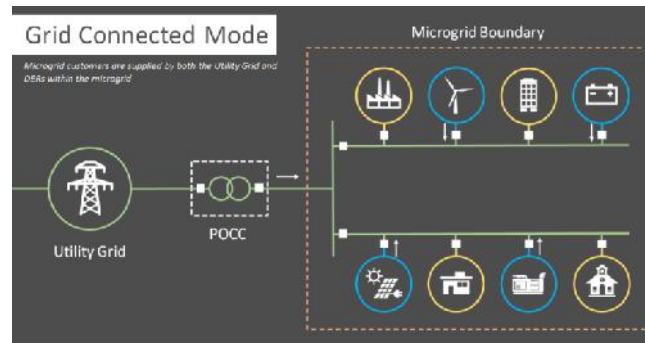 Grid Connected Mode
Microgrid customers are supplied by both the Utility Grid and
DERs within the microgrid
Microgrid Boundary
POCC
Utility Grid